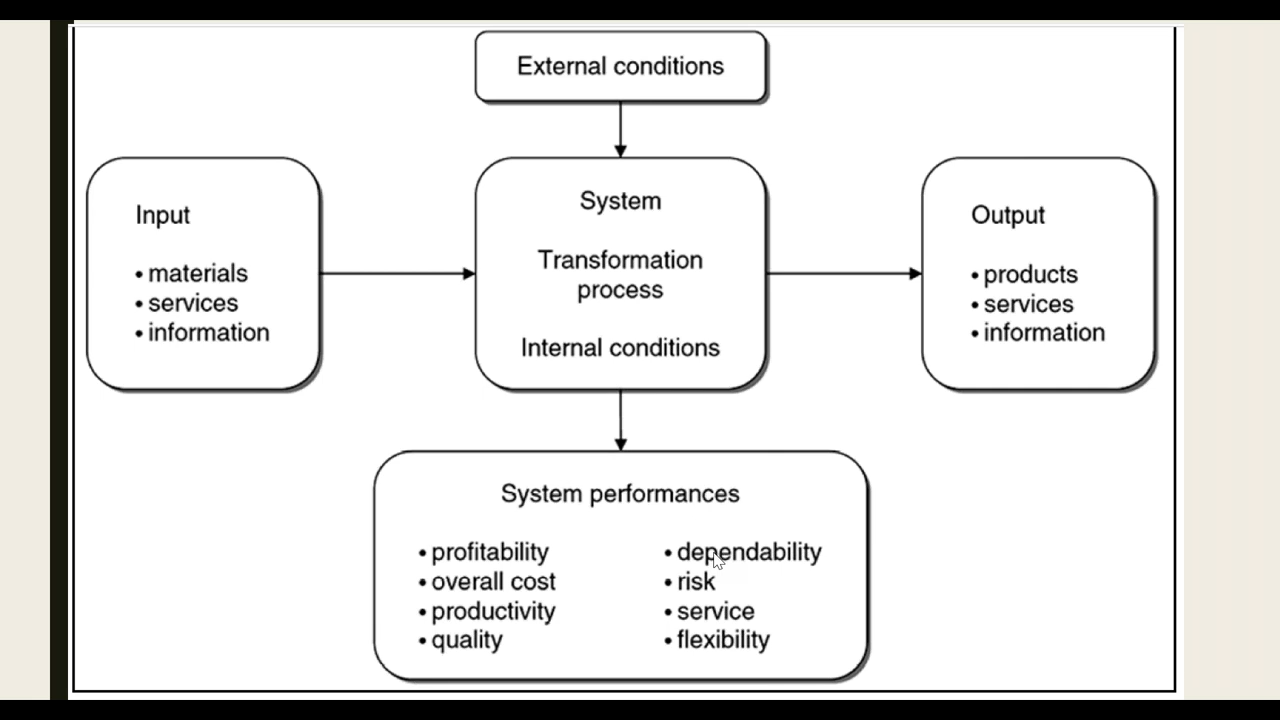 External conditions
Input
• materials
• services
• information
System
Transformation
process
Internal conditions
Output
• products
• services
• information
System performances
• profitability
• overall cost
• productivity
• quality
• dependability
• risk
• service
• flexibility